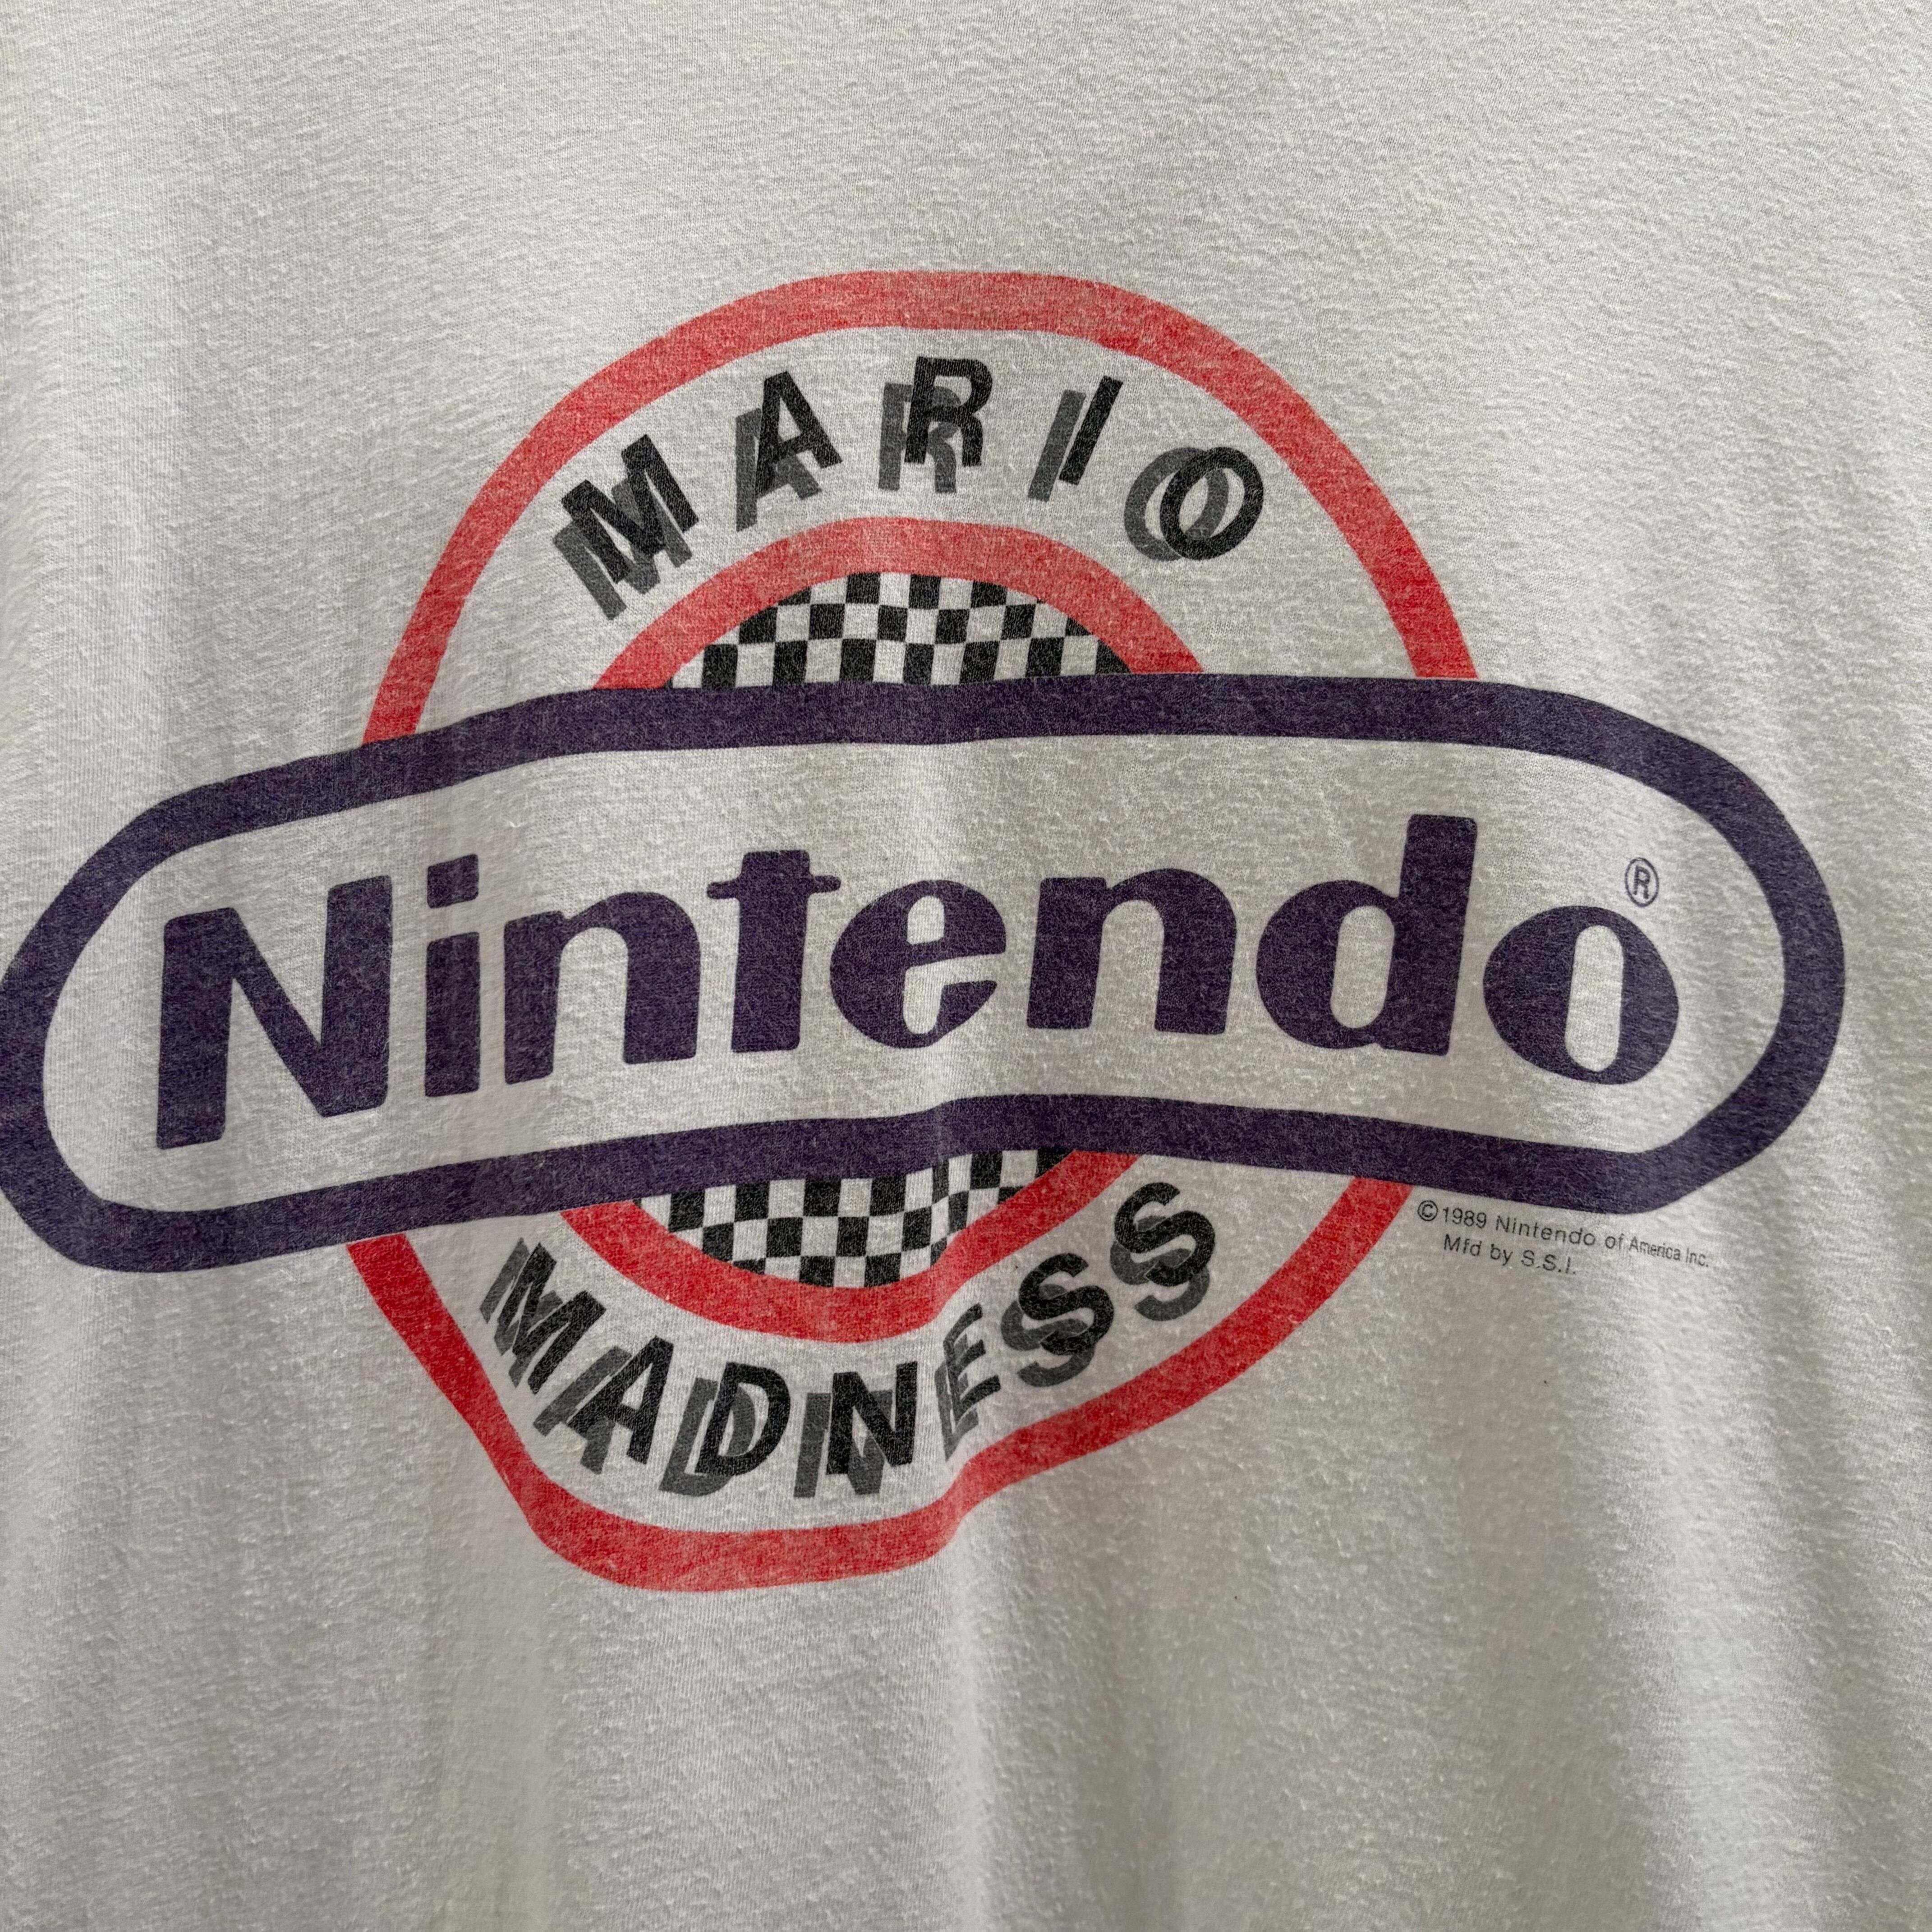 MARIO
Nintendo®
©1989 Nintendo of America Inc.
Mfd by S.S.I.
MADNESS